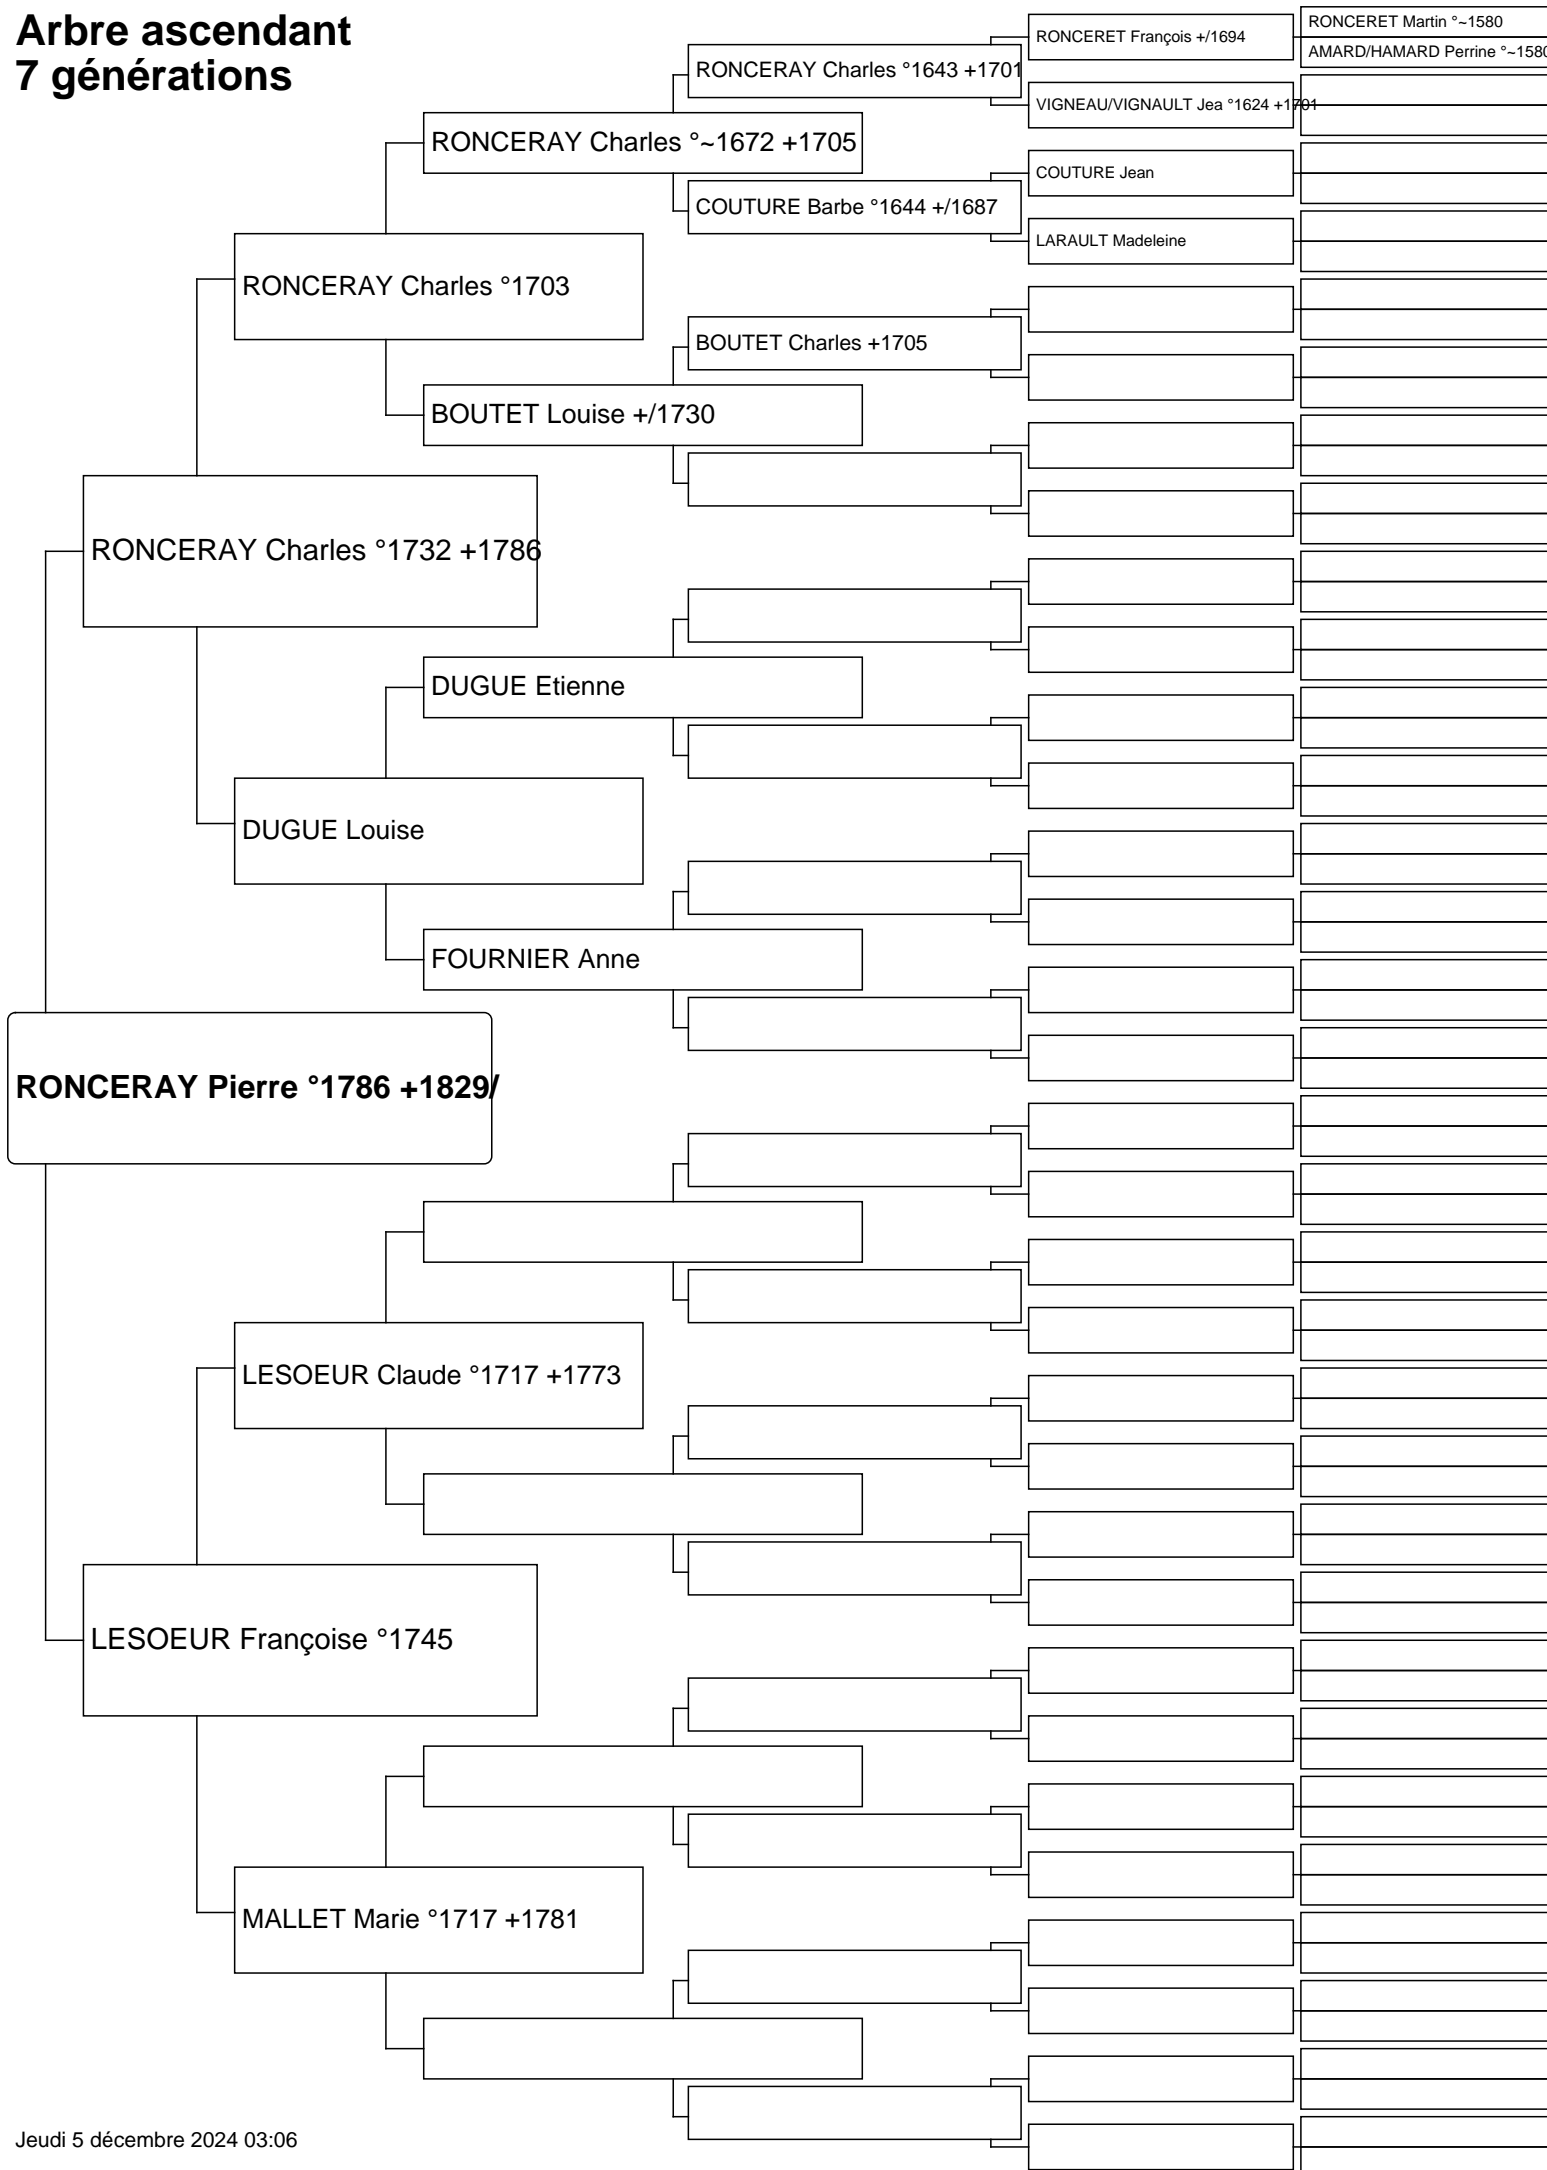 Arbre ascendant
7 générations
RONCERET Martin °~1580
RONCERET François +/1694
AMARD/HAMARD Perrine °~1580
RONCERAY Charles °1643 +1701
VIGNEAU/VIGNAULT Jea °1624 +1701
RONCERAY Charles °~1672 +1705
COUTURE Jean
COUTURE Barbe °1644 +/1687
LARAULT Madeleine
RONCERAY Charles °1703
BOUTET Charles +1705
BOUTET Louise +/1730
RONCERAY Charles °1732 +1786
DUGUE Etienne
DUGUE Louise
FOURNIER Anne
RONCERAY Pierre °1786 +1829/
LESOEUR Claude °1717 +1773
LESOEUR Françoise °1745
MALLET Marie °1717 +1781
Jeudi 5 décembre 2024 03:06